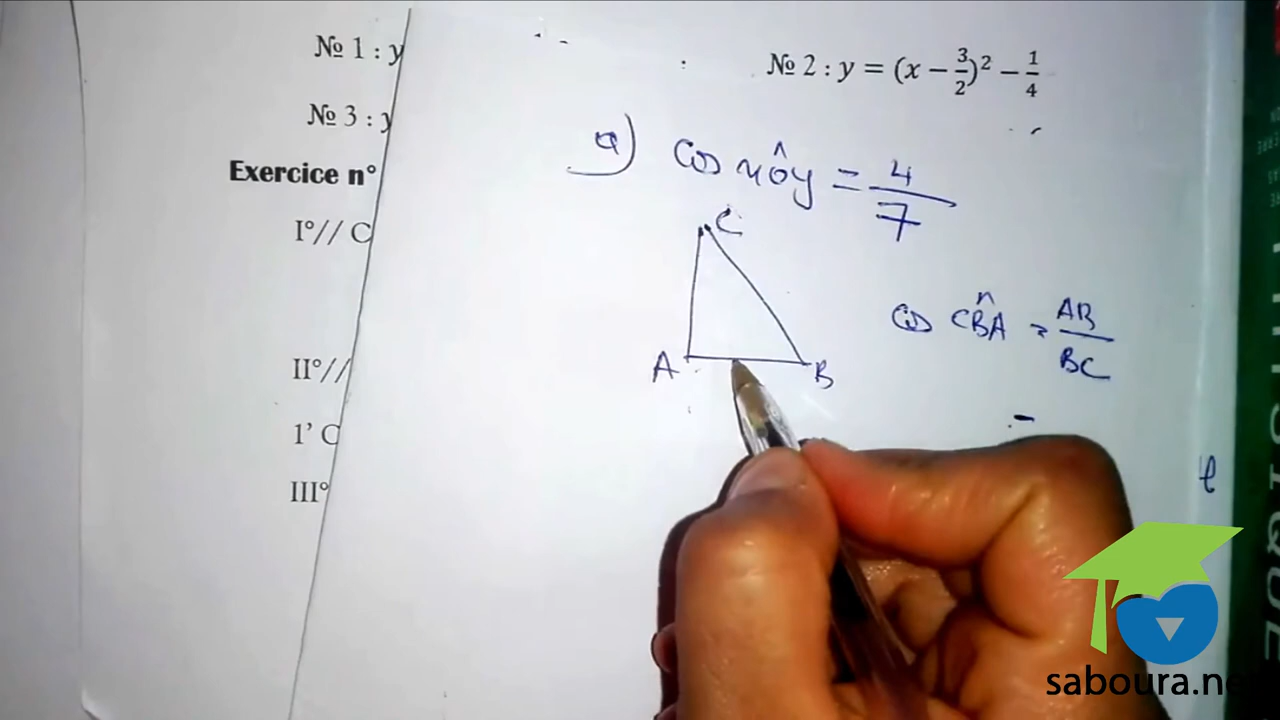 № 1 : y
№ 2 : y = (x − 3/2)² − 1/4
№ 3 : y
a) cos xÔy = 4/7
Exercice n°
I°// C
C
A B
cos CB̂A = AB/BC
II°//
1’ C
III°
saboura.ne